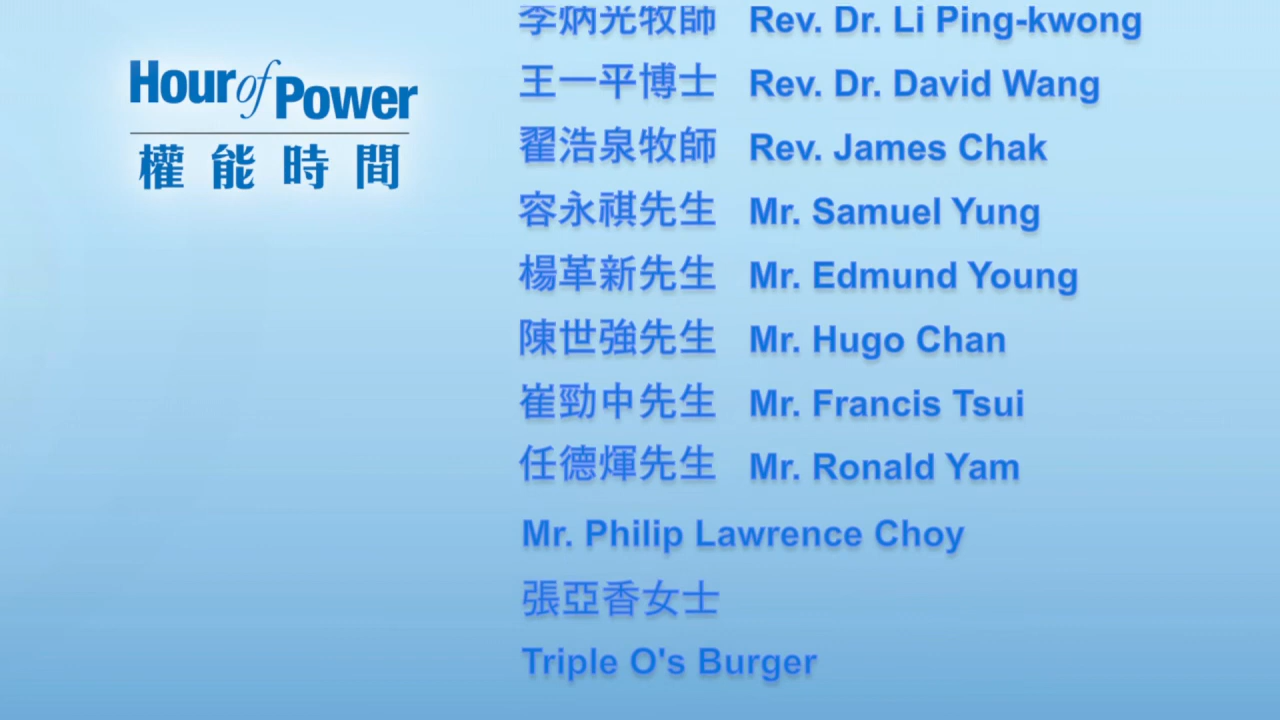 Hour of Power
權能時間
李炳光牧師 Rev. Dr. Li Ping-kwong
王一平博士 Rev. Dr. David Wang
翟浩泉牧師 Rev. James Chak
容永祺先生 Mr. Samuel Yung
楊革新先生 Mr. Edmund Young
陳世強先生 Mr. Hugo Chan
崔勁中先生 Mr. Francis Tsui
任德煇先生 Mr. Ronald Yam
Mr. Philip Lawrence Choy
張亞香女士
Triple O's Burger